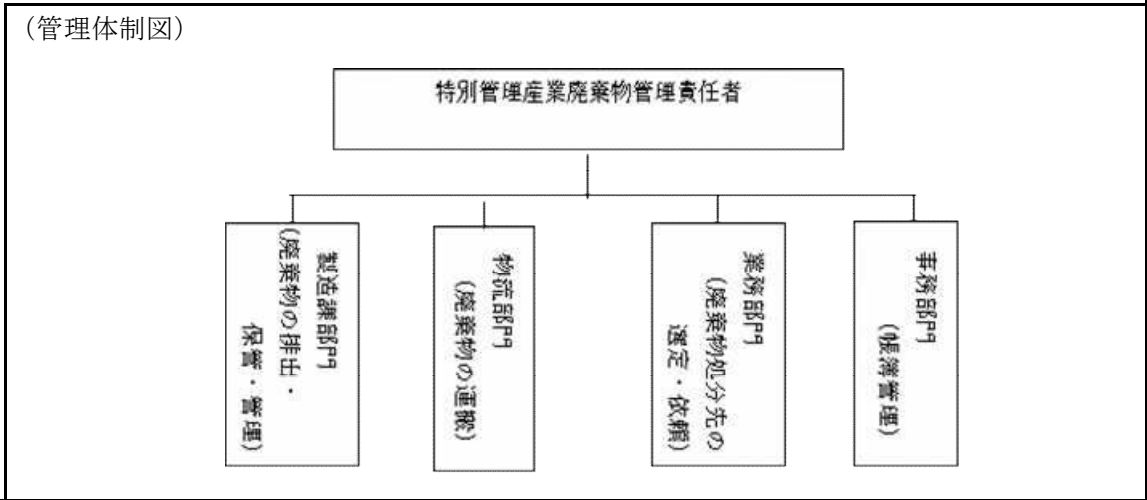 （管理体制図）
特別管理産業廃棄物管理責任者
製造課部門
(廃棄物の排出・
保管・管理)
物流部門
(廃棄物の運搬)
業務部門
(廃棄物処分先の
選定・依頼)
事務部門
(帳簿管理)